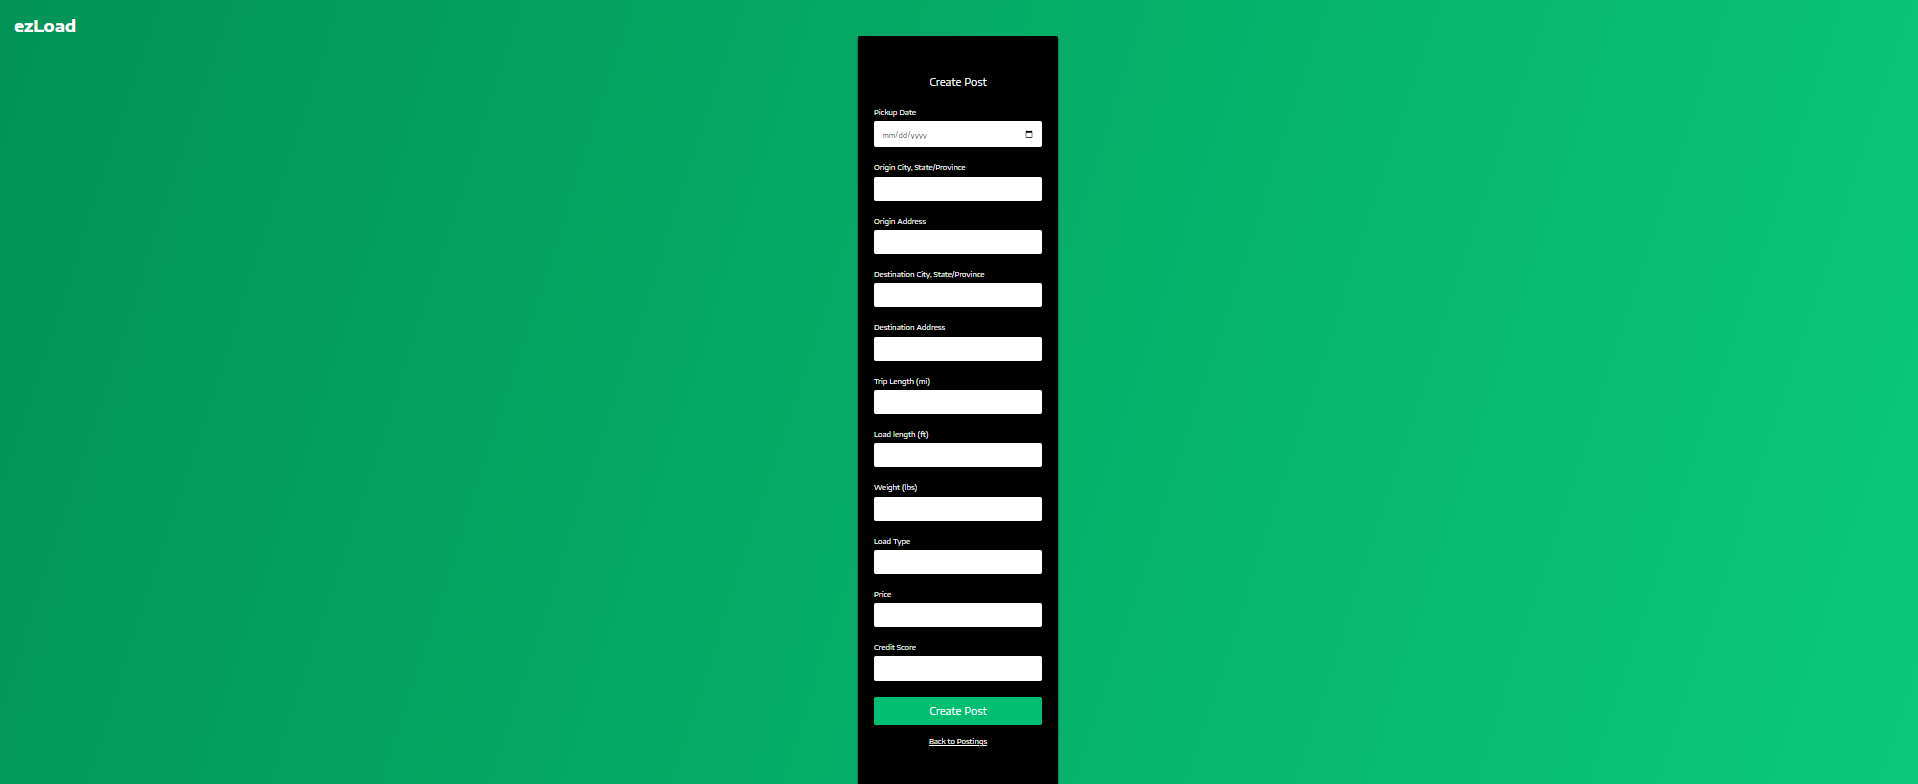 ezLoad
Create Post
Pickup Date
mm/dd/yyyy
Origin City, State/Province
Origin Address
Destination City, State/Province
Destination Address
Trip Length (mi)
Load length (ft)
Weight (lbs)
Load Type
Price
Credit Score
Create Post
Back to Postings